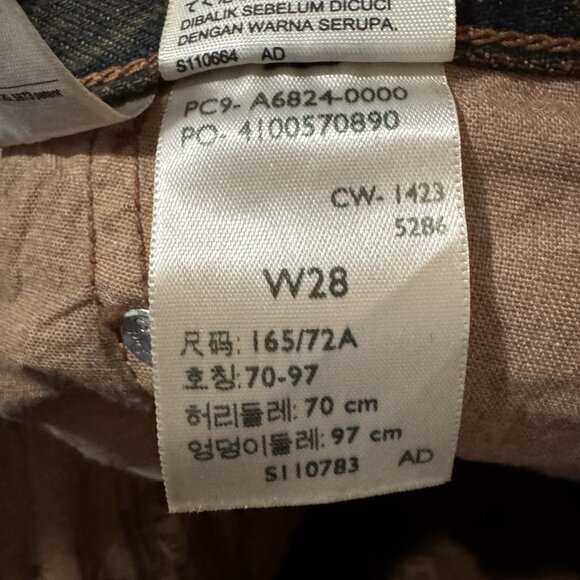 DIBALIK SEBELUM DICUCI
DENGAN WARNA SERUPA.
S110664 AD
PC9- A6824-0000
PO- 4100570890
CW- 1423
5286
W28
尺码: 165/72A
호칭:70-97
허리둘레: 70 cm
엉덩이둘레: 97 cm
S110783 AD